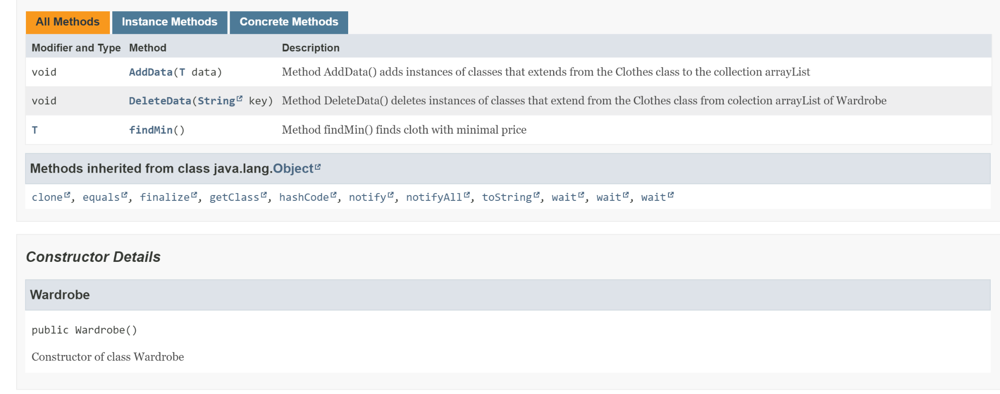 All Methods Instance Methods Concrete Methods
Modifier and Type Method Description
void AddData(T data) Method AddData() adds instances of classes that extends from the Clothes class to the collection arrayList
void DeleteData(String key) Method DeleteData() deletes instances of classes that extend from the Clothes class from colection arrayList of Wardrobe
T findMin() Method findMin() finds cloth with minimal price
Methods inherited from class java.lang.Object
clone, equals, finalize, getClass, hashCode, notify, notifyAll, toString, wait, wait, wait
Constructor Details
Wardrobe
public Wardrobe()
Constructor of class Wardrobe